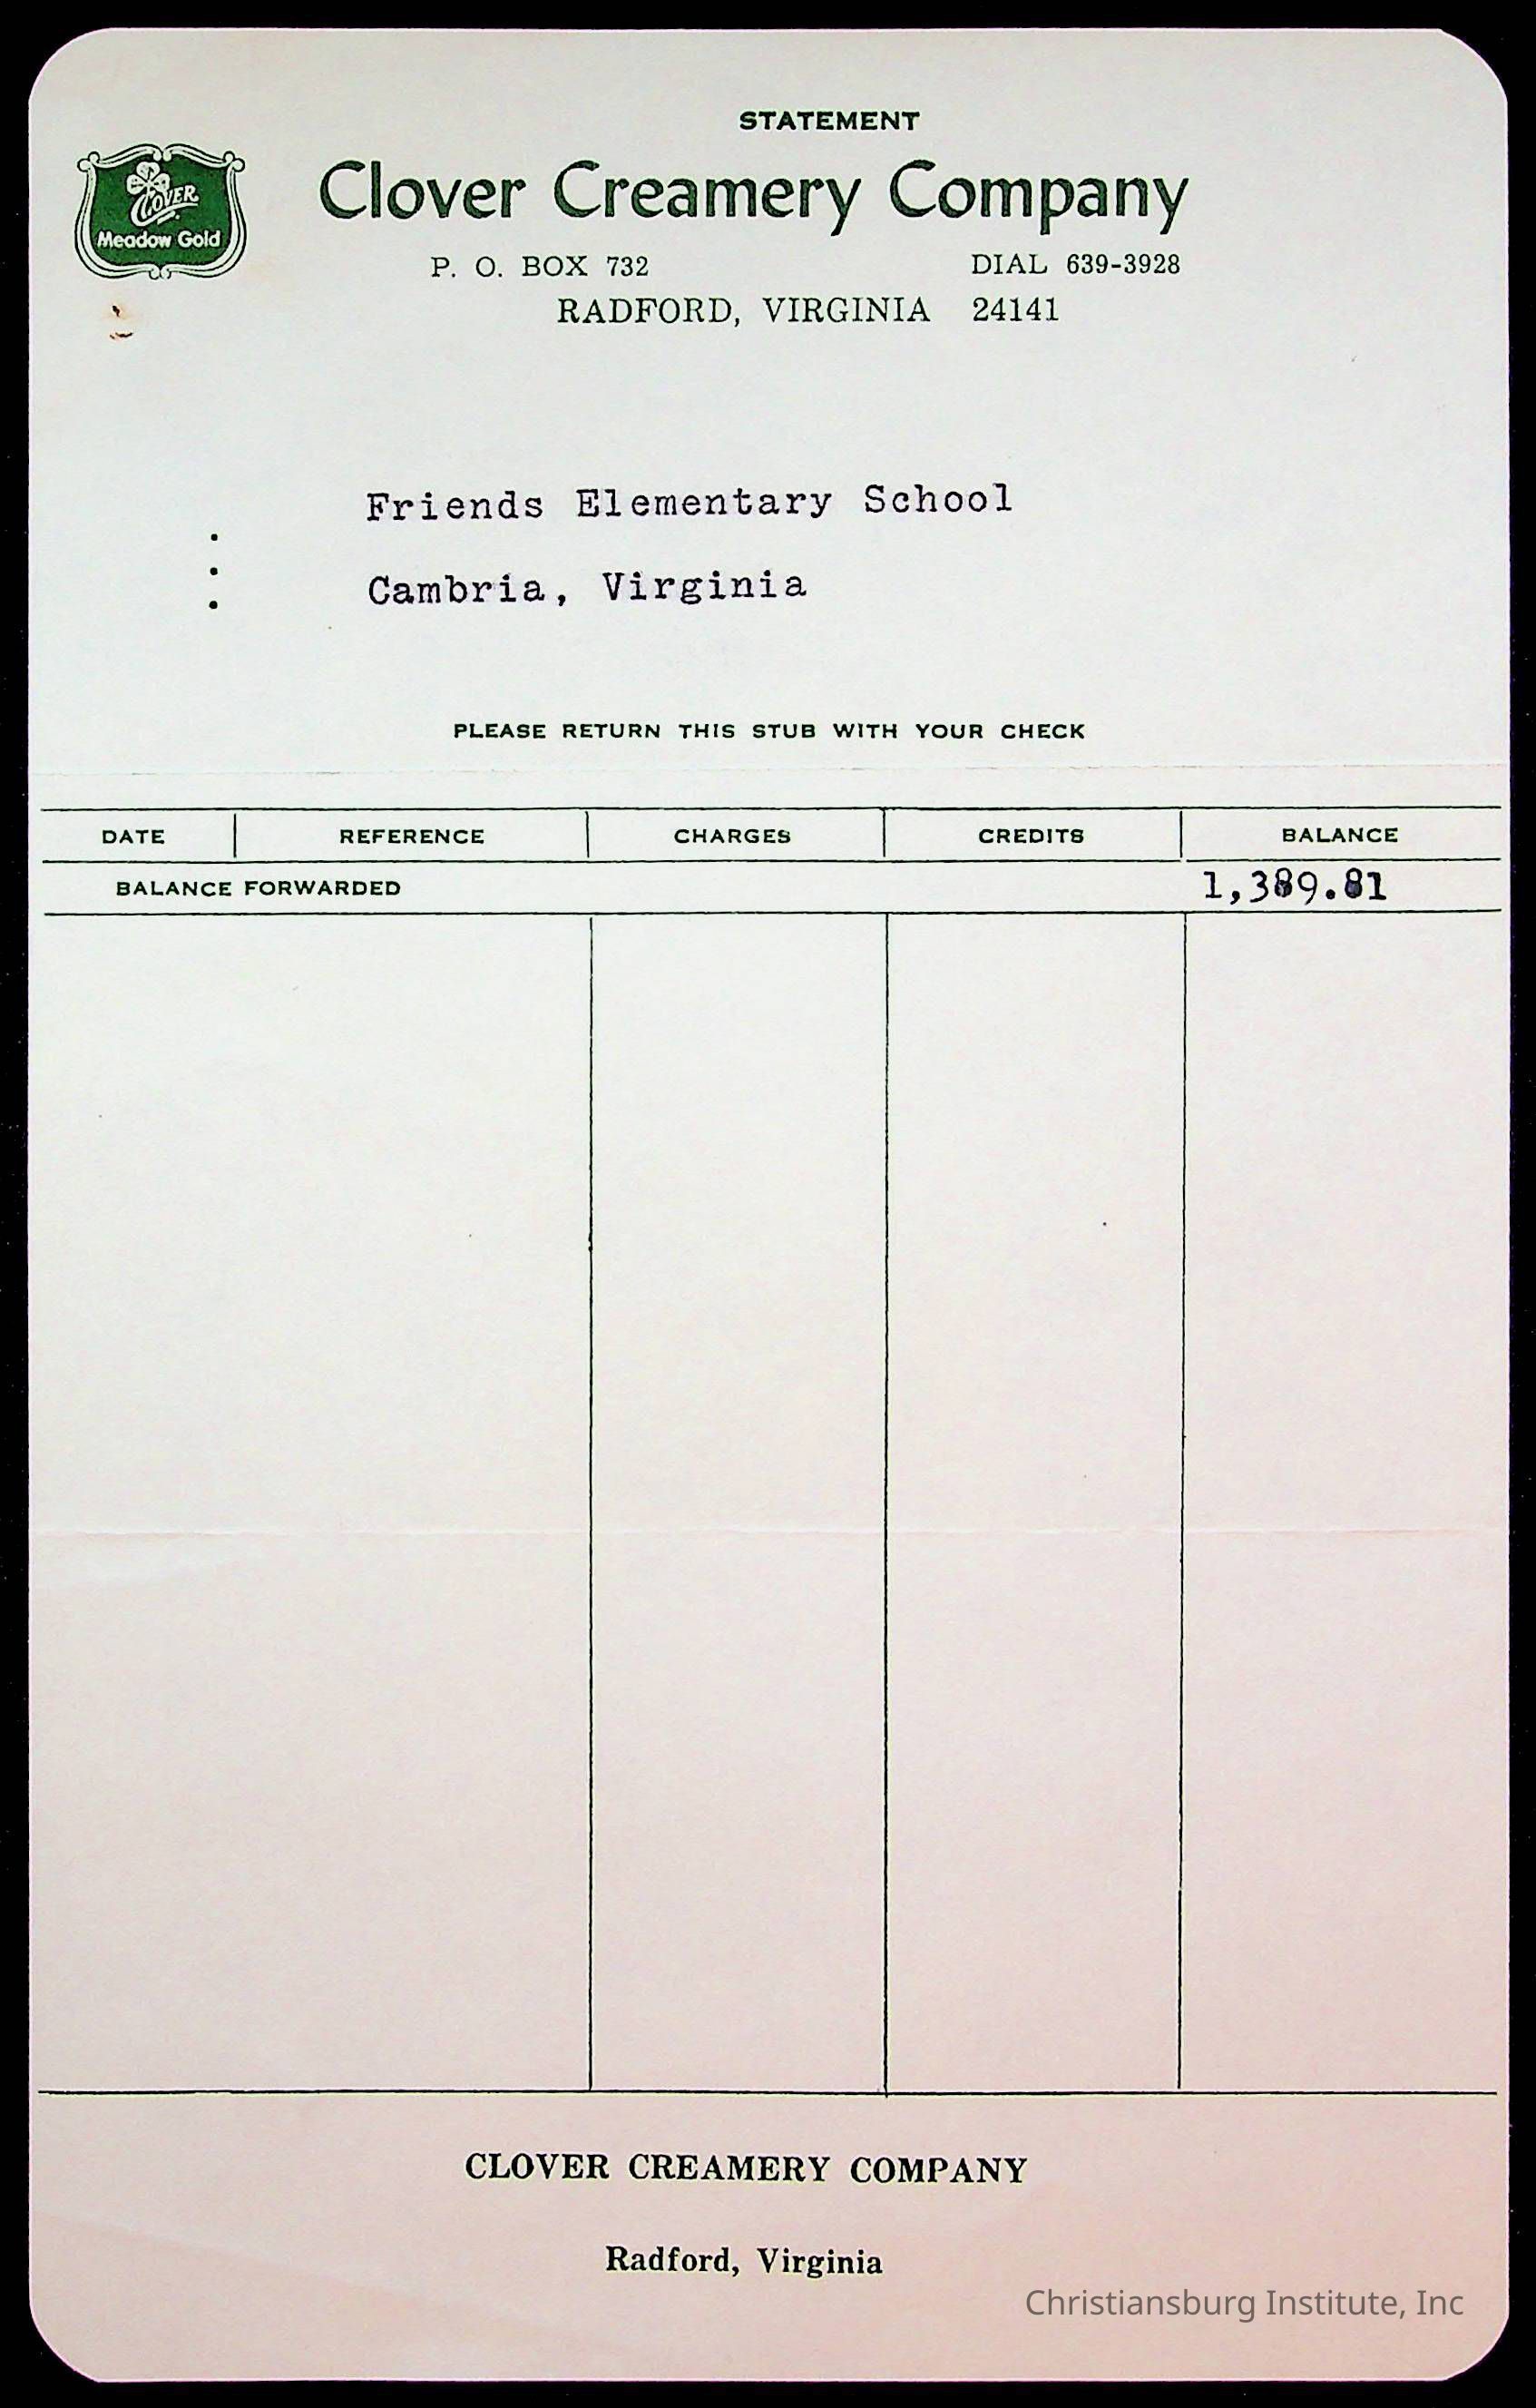 STATEMENT
CLOVER
Meadow Gold
Clover Creamery Company
P. O. BOX 732 DIAL 639-3928
RADFORD, VIRGINIA 24141
Friends Elementary School
Cambria, Virginia
PLEASE RETURN THIS STUB WITH YOUR CHECK
DATE REFERENCE CHARGES CREDITS BALANCE
BALANCE FORWARDED 1,389.81
CLOVER CREAMERY COMPANY
Radford, Virginia
Christiansburg Institute, Inc